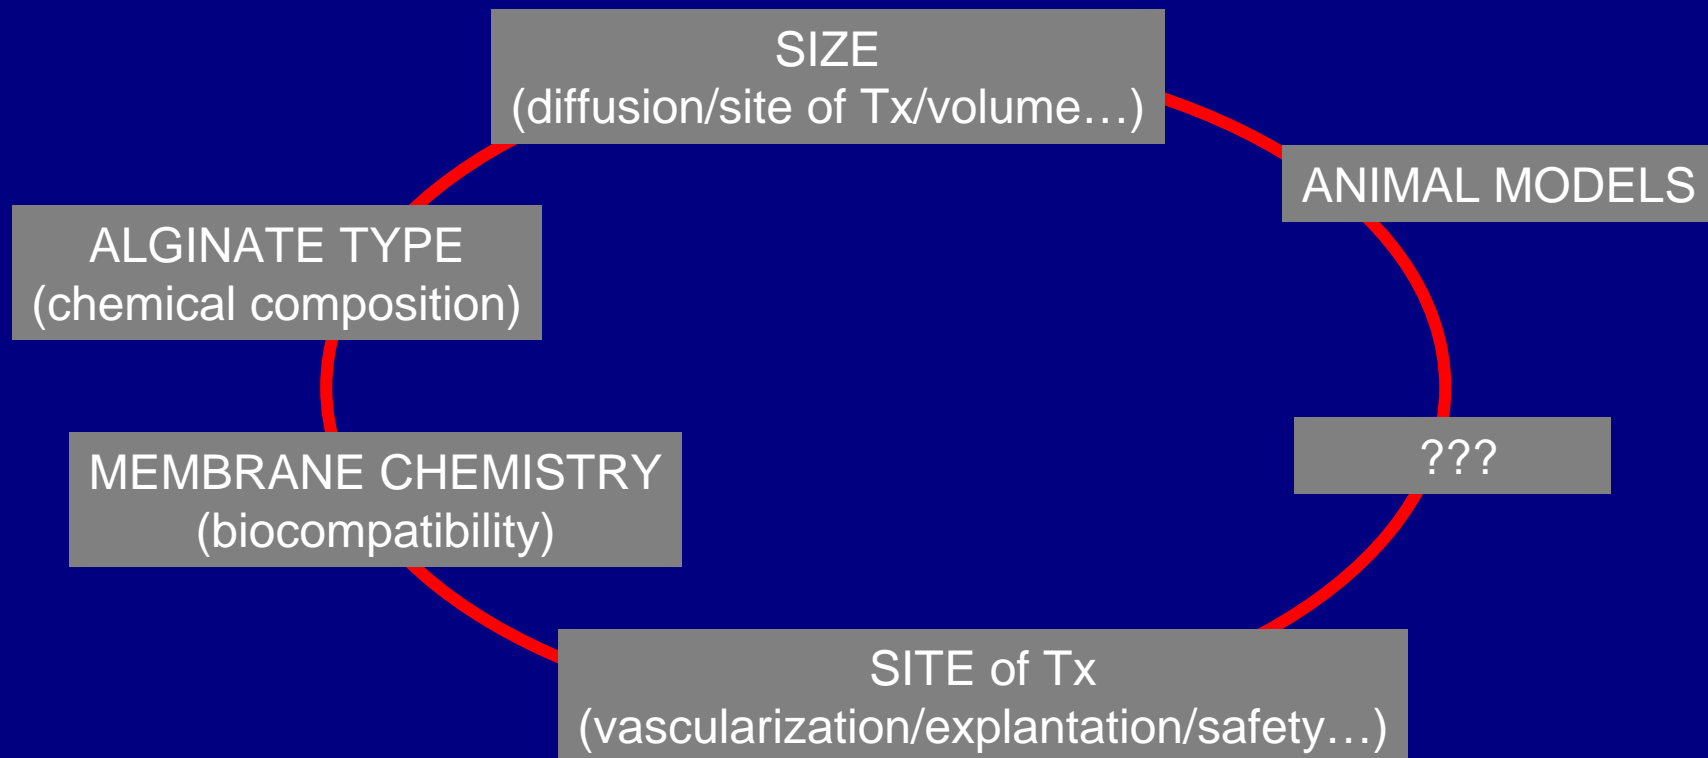 SIZE
(diffusion/site of Tx/volume…)
ANIMAL MODELS
ALGINATE TYPE
(chemical composition)
???
MEMBRANE CHEMISTRY
(biocompatibility)
SITE of Tx
(vascularization/explantation/safety…)